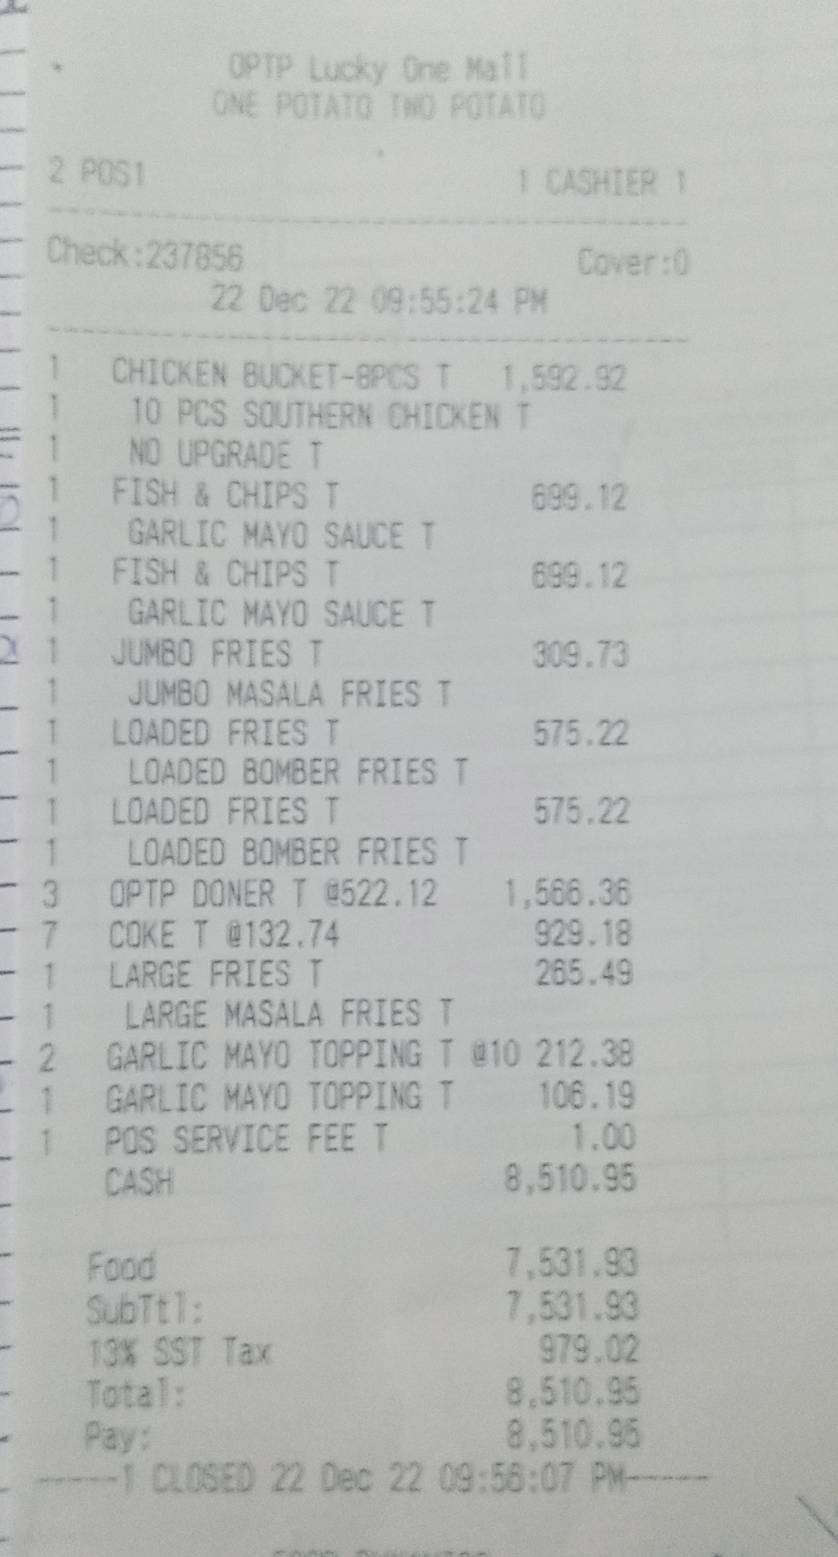 OPTP Lucky One Mall
ONE POTATO TWO POTATO
2 POS1 1 CASHIER 1
Check:237856 Cover:0
22 Dec 22 09:55:24 PM
1 CHICKEN BUCKET-8PCS T 1,592.92
1 10 PCS SOUTHERN CHICKEN T
1 NO UPGRADE T
1 FISH & CHIPS T 699.12
1 GARLIC MAYO SAUCE T
1 FISH & CHIPS T 699.12
1 GARLIC MAYO SAUCE T
1 JUMBO FRIES T 309.73
1 JUMBO MASALA FRIES T
1 LOADED FRIES T 575.22
1 LOADED BOMBER FRIES T
1 LOADED FRIES T 575.22
1 LOADED BOMBER FRIES T
3 OPTP DONER T @522.12 1,566.36
7 COKE T @132.74 929.18
1 LARGE FRIES T 265.49
1 LARGE MASALA FRIES T
2 GARLIC MAYO TOPPING T @10 212.38
1 GARLIC MAYO TOPPING T 106.19
1 POS SERVICE FEE T 1.00
CASH 8,510.95
Food 7,531.93
SubTtl: 7,531.93
13% SST Tax 979.02
Total: 8,510.95
Pay: 8,510.95
-----1 CLOSED 22 Dec 22 09:56:07 PM-----